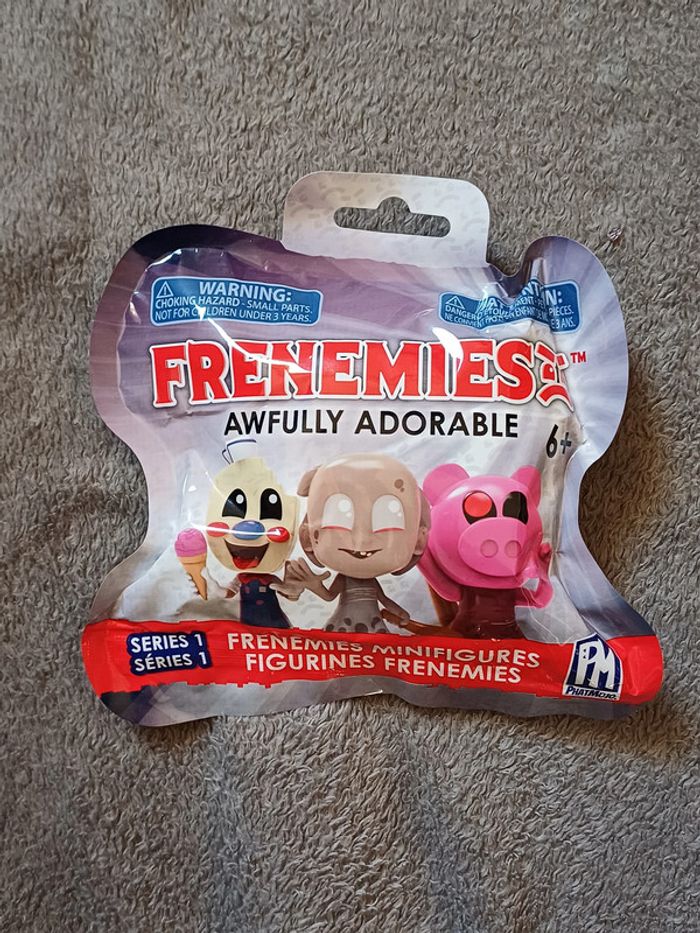 WARNING:
CHOKING HAZARD - SMALL PARTS.
NOT FOR CHILDREN UNDER 3 YEARS.
FRENEMIES™
AWFULLY ADORABLE
6+
SERIES 1
SÉRIES 1
FRENEMIES MINIFIGURES
FIGURINES FRENEMIES
PM
PHATMOJO